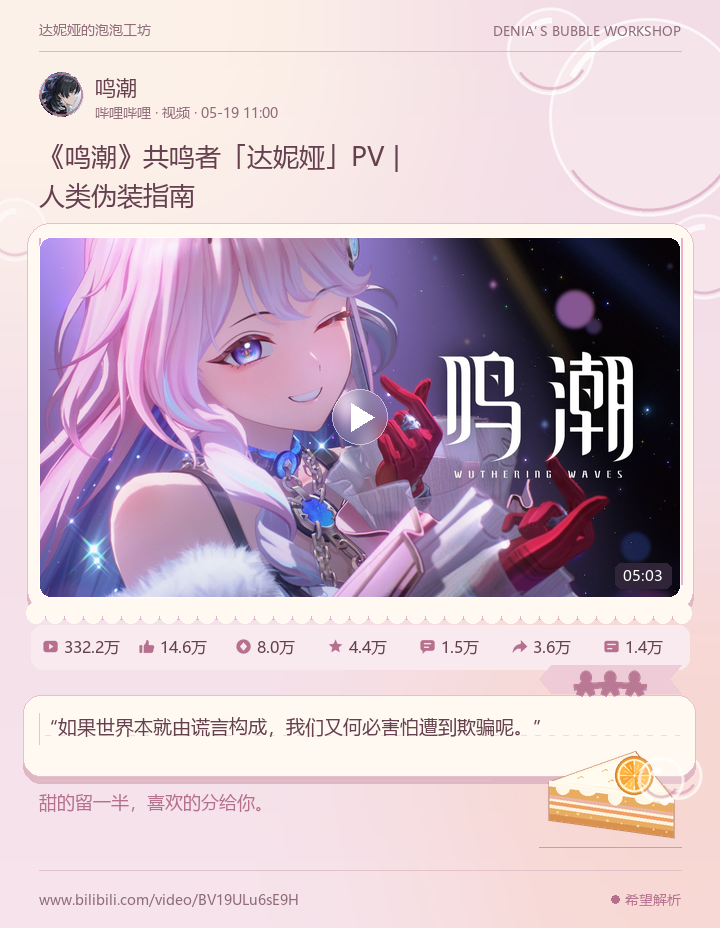 达妮娅的泡泡工坊
DENIA'S BUBBLE WORKSHOP
鸣潮
哔哩哔哩 · 视频 · 05-19 11:00
《鸣潮》共鸣者「达妮娅」PV |
人类伪装指南
鸣潮
WUTHERING WAVES
05:03
332.2万 14.6万 8.0万 4.4万 1.5万 3.6万 1.4万
“如果世界本就由谎言构成，我们又何必害怕遭到欺骗呢。”
甜的留一半，喜欢的分给你。
www.bilibili.com/video/BV19ULu6sE9H
希望解析